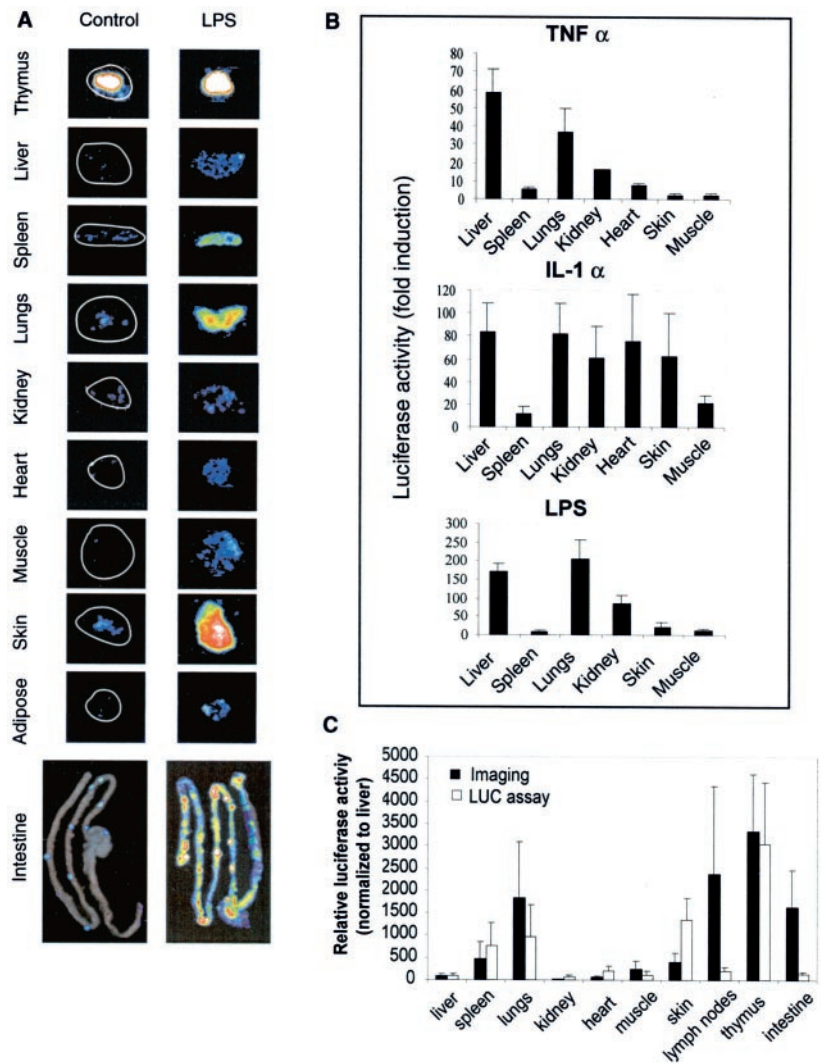 A
Control LPS
Thymus
Liver
Spleen
Lungs
Kidney
Heart
Muscle
Skin
Adipose
Intestine
B
Luciferase activity (fold induction)
TNF α
80
70
60
50
40
30
20
10
0
Liver Spleen Lungs Kidney Heart Skin Muscle
IL-1 α
120
100
80
60
40
20
0
Liver Spleen Lungs Kidney Heart Skin Muscle
LPS
300
250
200
150
100
50
0
Liver Spleen Lungs Kidney Skin Muscle
C
Relative luciferase activiy
(normalized to liver)
5000
4500
4000
3500
3000
2500
2000
1500
1000
500
0
Imaging
LUC assay
liver spleen lungs kidney heart muscle skin lymph nodes thymus intestine